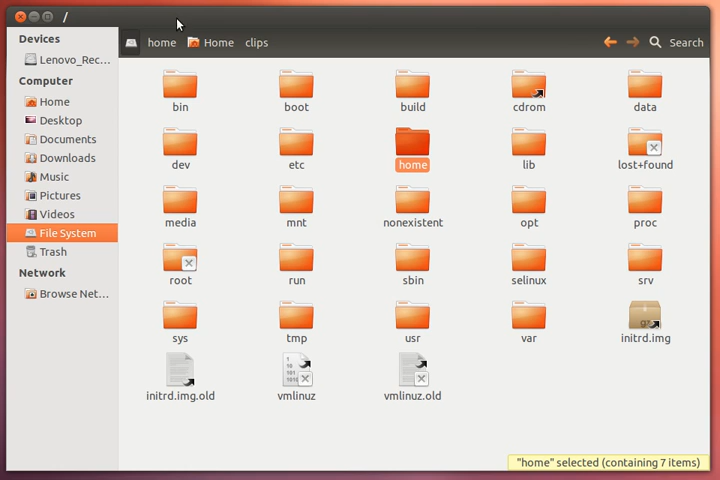 /
Devices
Lenovo_Rec...
Computer
Home
Desktop
Documents
Downloads
Music
Pictures
Videos
File System
Trash
Network
Browse Net...
home Home clips Search
bin boot build cdrom data
dev etc home lib lost+found
media mnt nonexistent opt proc
root run sbin selinux srv
sys tmp usr var initrd.img
initrd.img.old vmlinuz vmlinuz.old
"home" selected (containing 7 items)